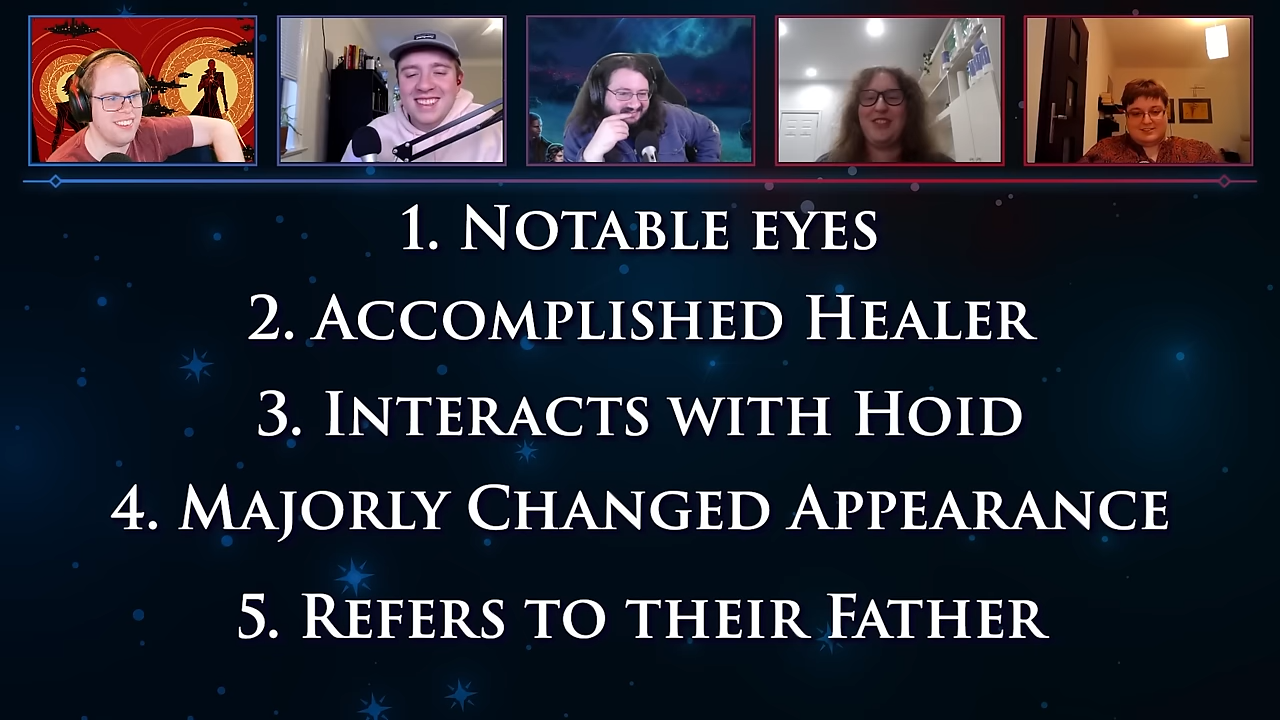 1. Notable eyes
2. Accomplished Healer
3. Interacts with Hoid
4. Majorly Changed Appearance
5. Refers to their Father